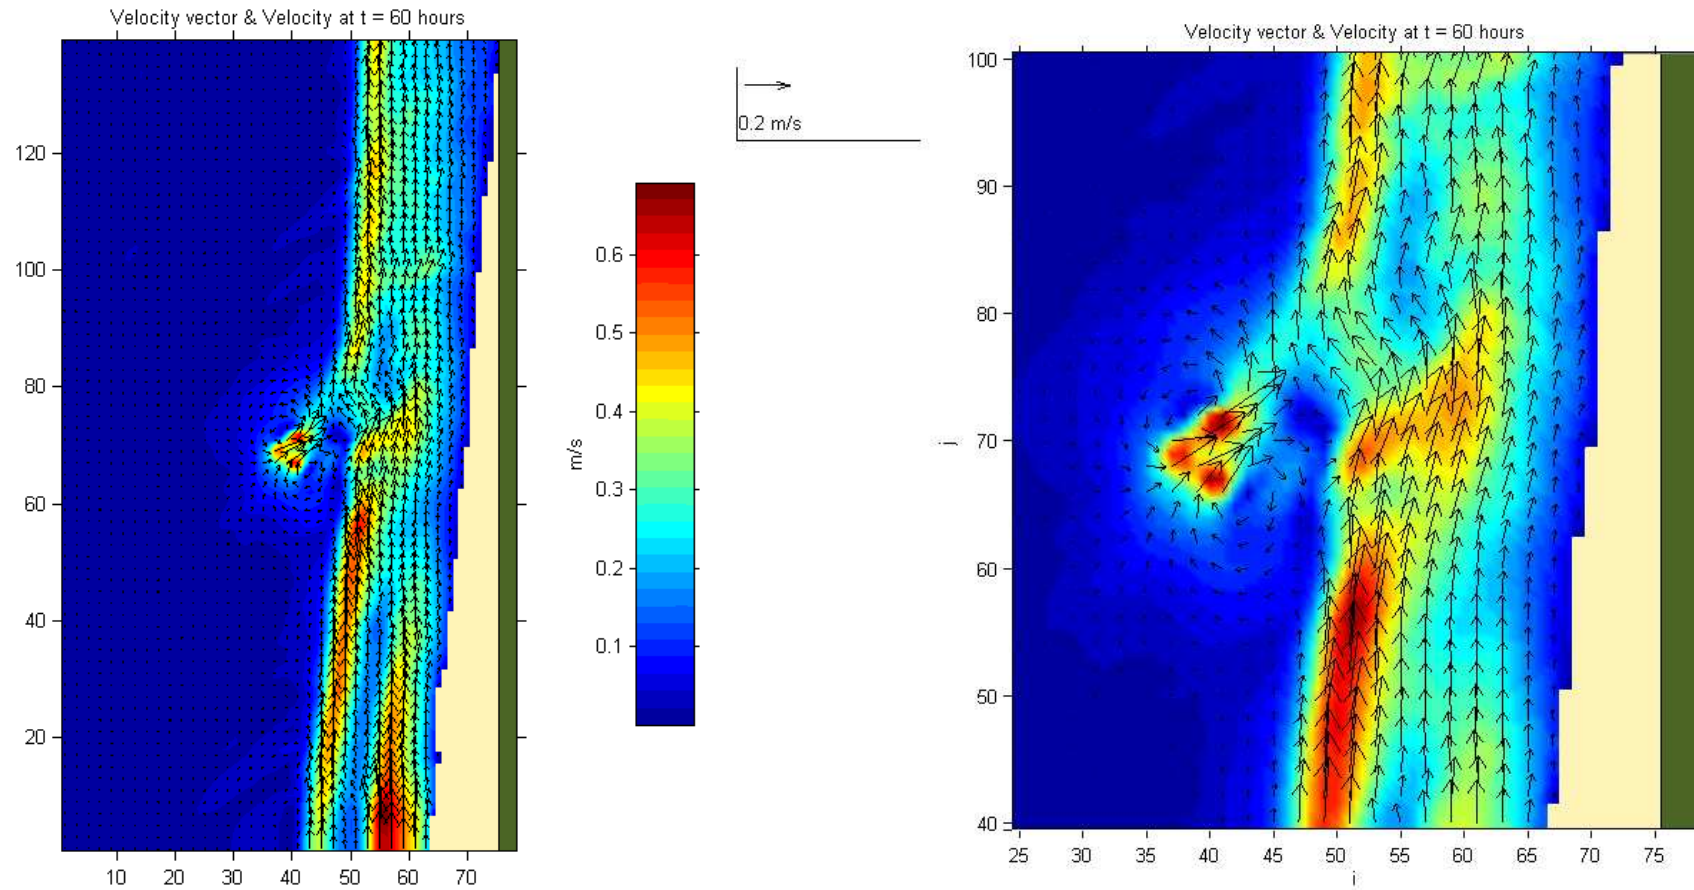 Velocity vector & Velocity at t = 60 hours
120
100
80
60
40
20
10 20 30 40 50 60 70
0.2 m/s
0.6
0.5
0.4
0.3
0.2
0.1
m/s
Velocity vector & Velocity at t = 60 hours
100
90
80
70
60
50
40
j
25 30 35 40 45 50 55 60 65 70 75
i